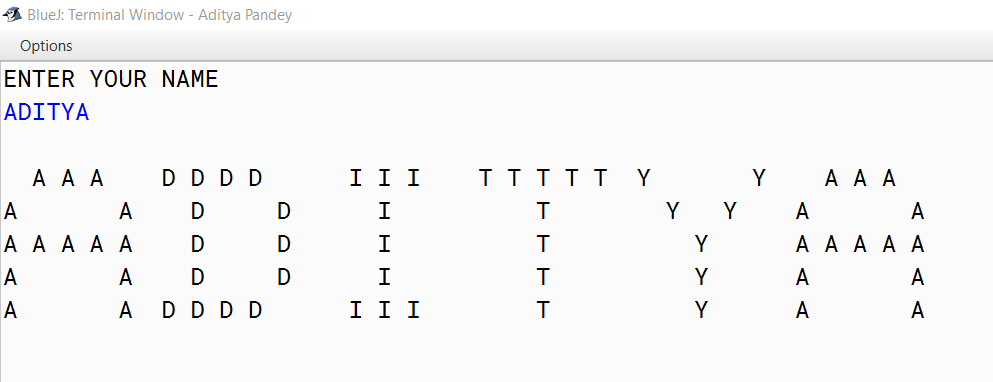 BlueJ: Terminal Window - Aditya Pandey
Options
ENTER YOUR NAME
ADITYA
  A A A    D D D D      I I I    T T T T T  Y       Y    A A A
A       A    D     D      I          T        Y   Y    A       A
A A A A A    D     D      I          T          Y      A A A A A
A       A    D     D      I          T          Y      A       A
A       A  D D D D      I I I        T          Y      A       A